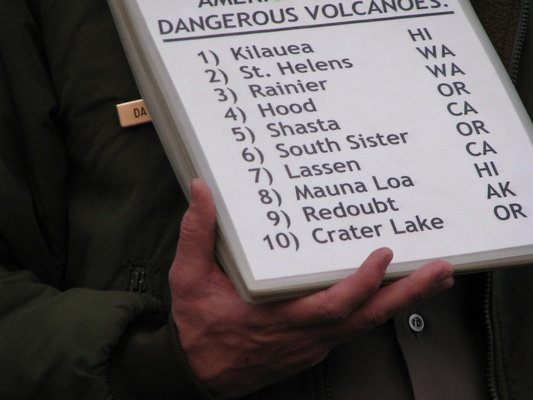 DANGEROUS VOLCANOES:
1) Kilauea HI
2) St. Helens WA
3) Rainier WA
4) Hood OR
5) Shasta CA
6) South Sister OR
7) Lassen CA
8) Mauna Loa HI
9) Redoubt AK
10) Crater Lake OR
DA